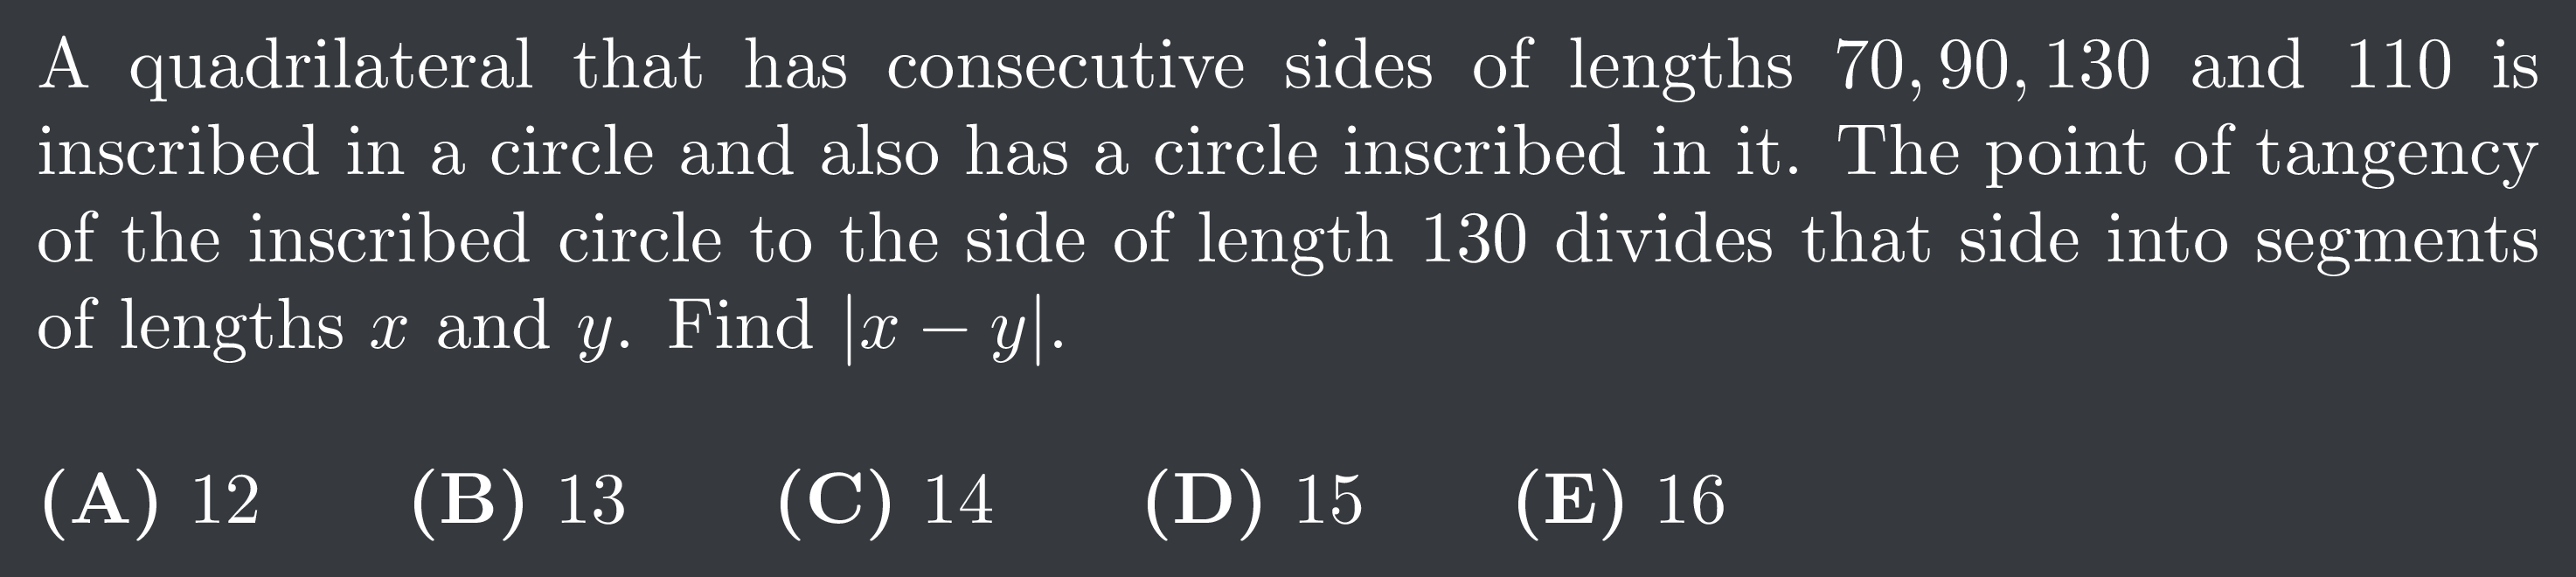 A quadrilateral that has consecutive sides of lengths 70, 90, 130 and 110 is
inscribed in a circle and also has a circle inscribed in it. The point of tangency
of the inscribed circle to the side of length 130 divides that side into segments
of lengths x and y. Find |x − y|.
(A) 12 (B) 13 (C) 14 (D) 15 (E) 16